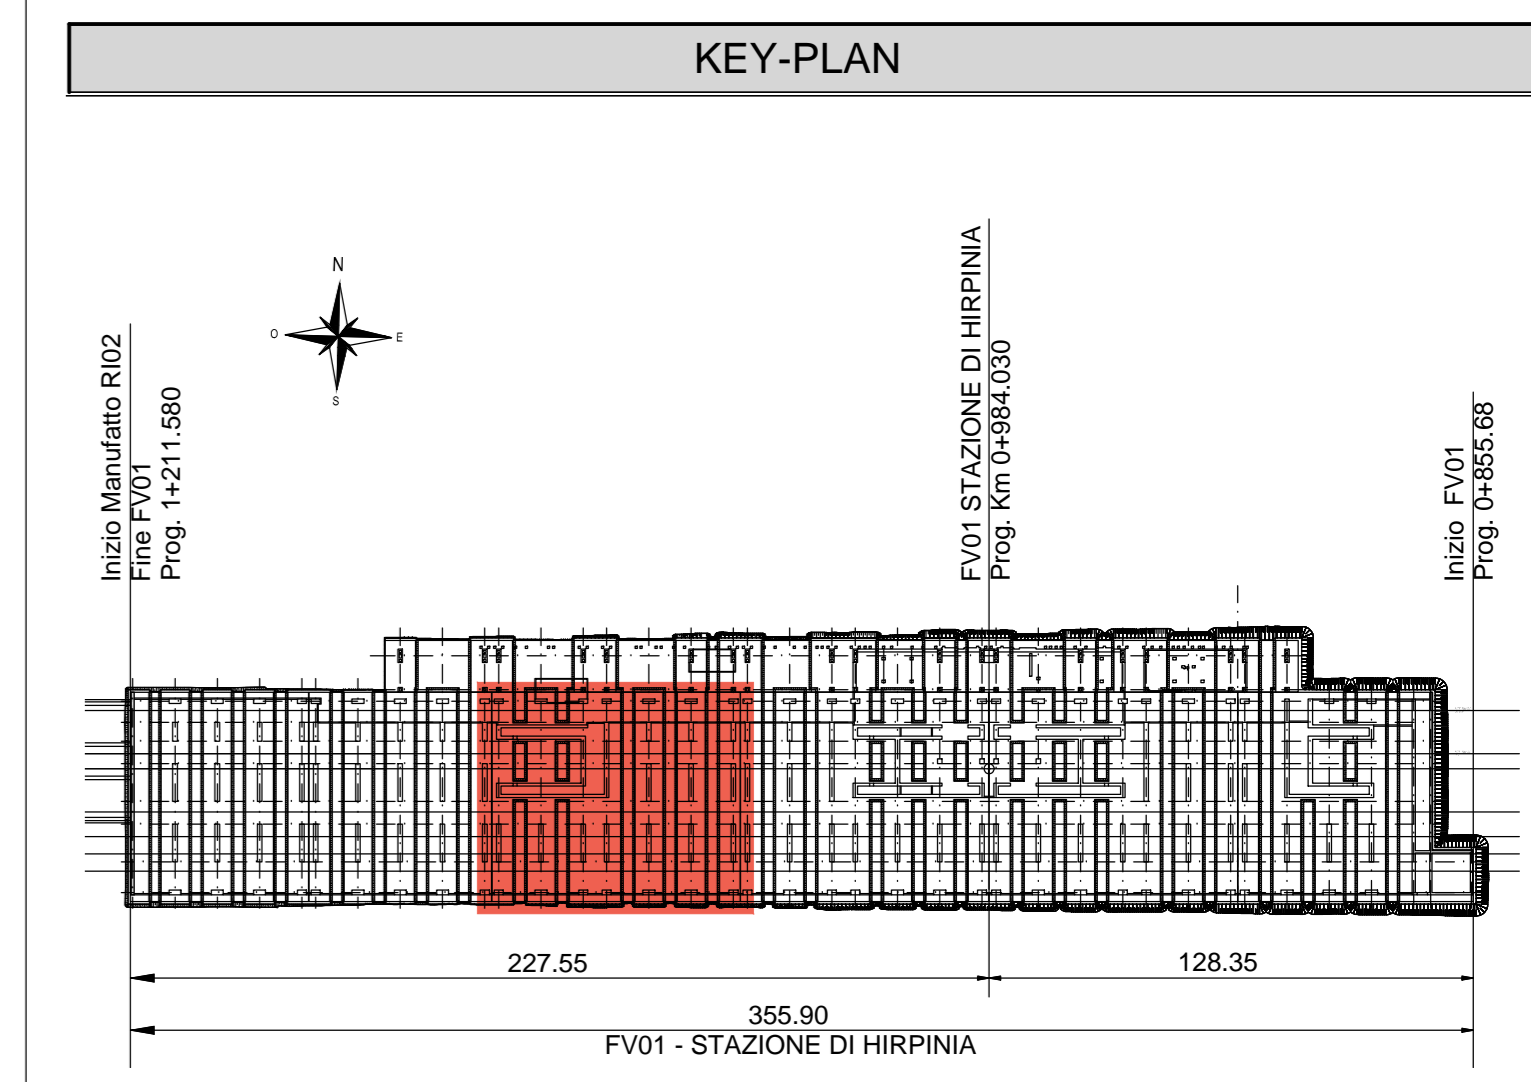 KEY-PLAN
N
O
E
S
Inizio Manufatto RI02
Fine FV01
Prog. 1+211.580
FV01 STAZIONE DI HIRPINIA
Prog. Km 0+984.030
Inizio FV01
Prog. 0+855.68
227.55
128.35
355.90
FV01 - STAZIONE DI HIRPINIA